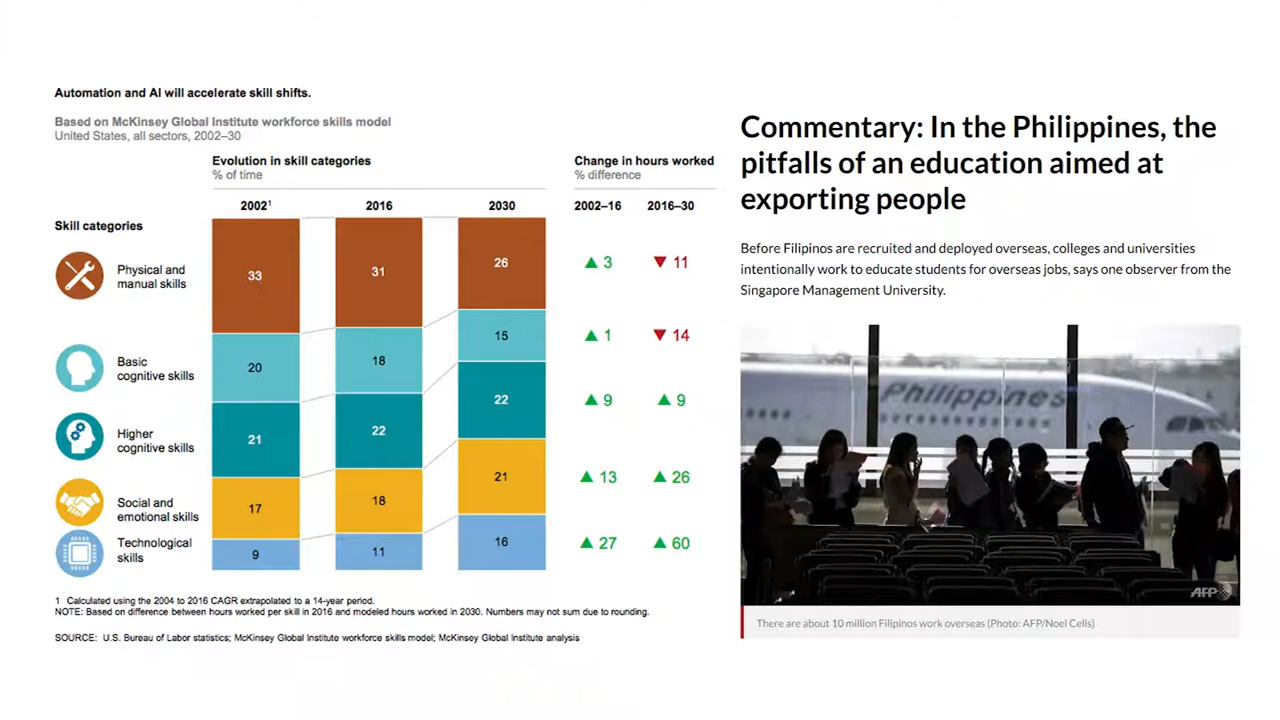 Automation and AI will accelerate skill shifts.
Based on McKinsey Global Institute workforce skills model
United States, all sectors, 2002–30
Evolution in skill categories
% of time
Change in hours worked
% difference
2002¹ 2016 2030 2002–16 2016–30
Skill categories
Physical and
manual skills
33 31 26 ▲ 3 ▼ 11
Basic
cognitive skills
20 18 15 ▲ 1 ▼ 14
Higher
cognitive skills
21 22 22 ▲ 9 ▲ 9
Social and
emotional skills
17 18 21 ▲ 13 ▲ 26
Technological
skills
9 11 16 ▲ 27 ▲ 60
1 Calculated using the 2004 to 2016 CAGR extrapolated to a 14-year period.
NOTE: Based on difference between hours worked per skill in 2016 and modeled hours worked in 2030. Numbers may not sum due to rounding.
SOURCE: U.S. Bureau of Labor statistics; McKinsey Global Institute workforce skills model; McKinsey Global Institute analysis
Commentary: In the Philippines, the
pitfalls of an education aimed at
exporting people
Before Filipinos are recruited and deployed overseas, colleges and universities
intentionally work to educate students for overseas jobs, says one observer from the
Singapore Management University.
Philippines
AFP
There are about 10 million Filipinos work overseas (Photo: AFP/Noel Celis)